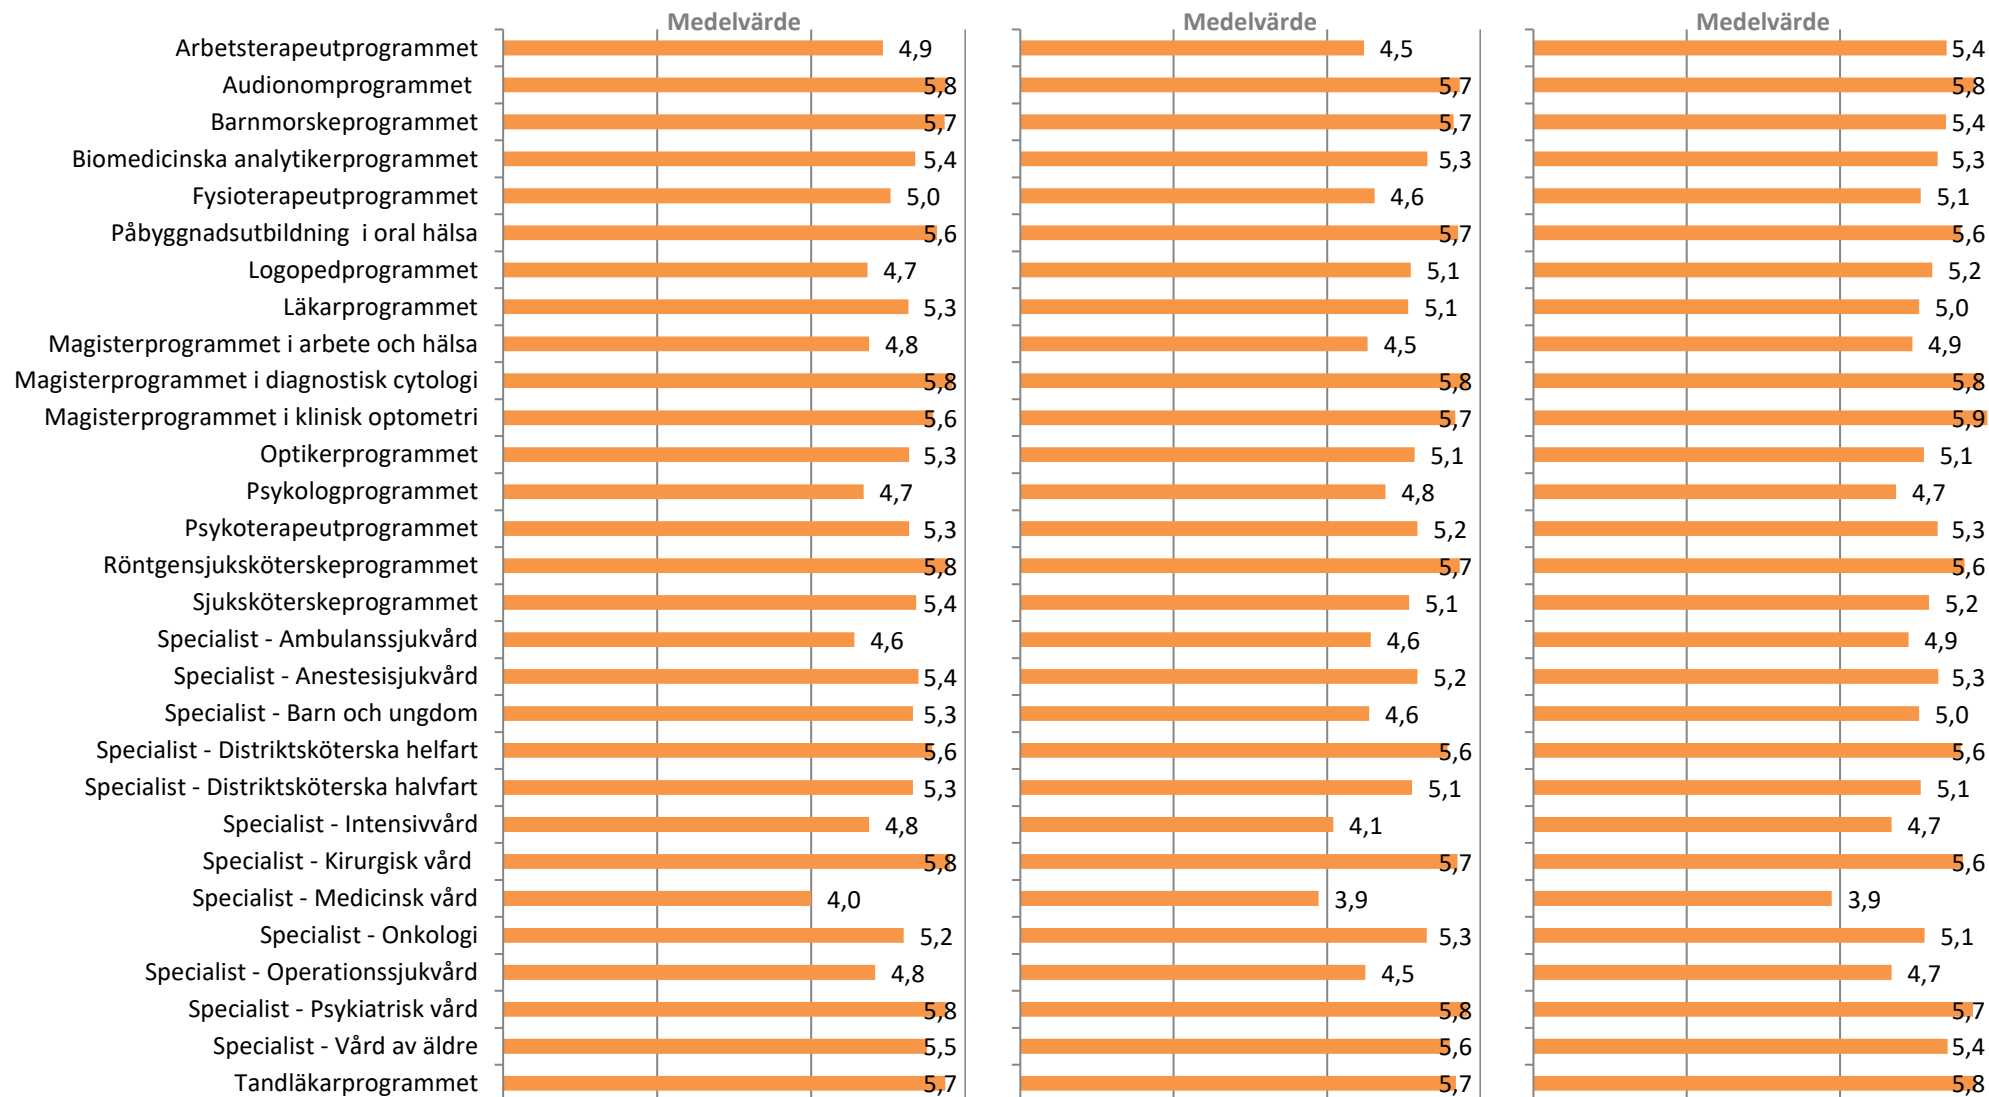 Medelvärde Medelvärde Medelvärde
Arbetsterapeutprogrammet 4,9 4,5 5,4
Audionomprogrammet 5,8 5,7 5,8
Barnmorskeprogrammet 5,7 5,7 5,4
Biomedicinska analytikerprogrammet 5,4 5,3 5,3
Fysioterapeutprogrammet 5,0 4,6 5,1
Påbyggnadsutbildning i oral hälsa 5,6 5,7 5,6
Logopedprogrammet 4,7 5,1 5,2
Läkarprogrammet 5,3 5,1 5,0
Magisterprogrammet i arbete och hälsa 4,8 4,5 4,9
Magisterprogrammet i diagnostisk cytologi 5,8 5,8 5,8
Magisterprogrammet i klinisk optometri 5,6 5,7 5,9
Optikerprogrammet 5,3 5,1 5,1
Psykologprogrammet 4,7 4,8 4,7
Psykoterapeutprogrammet 5,3 5,2 5,3
Röntgensjuksköterskeprogrammet 5,8 5,7 5,6
Sjuksköterskeprogrammet 5,4 5,1 5,2
Specialist - Ambulanssjukvård 4,6 4,6 4,9
Specialist - Anestesisjukvård 5,4 5,2 5,3
Specialist - Barn och ungdom 5,3 4,6 5,0
Specialist - Distriktsköterska helfart 5,6 5,6 5,6
Specialist - Distriktsköterska halvfart 5,3 5,1 5,1
Specialist - Intensivvård 4,8 4,1 4,7
Specialist - Kirurgisk vård 5,8 5,7 5,6
Specialist - Medicinsk vård 4,0 3,9 3,9
Specialist - Onkologi 5,2 5,3 5,1
Specialist - Operationssjukvård 4,8 4,5 4,7
Specialist - Psykiatrisk vård 5,8 5,8 5,7
Specialist - Vård av äldre 5,5 5,6 5,4
Tandläkarprogrammet 5,7 5,7 5,8